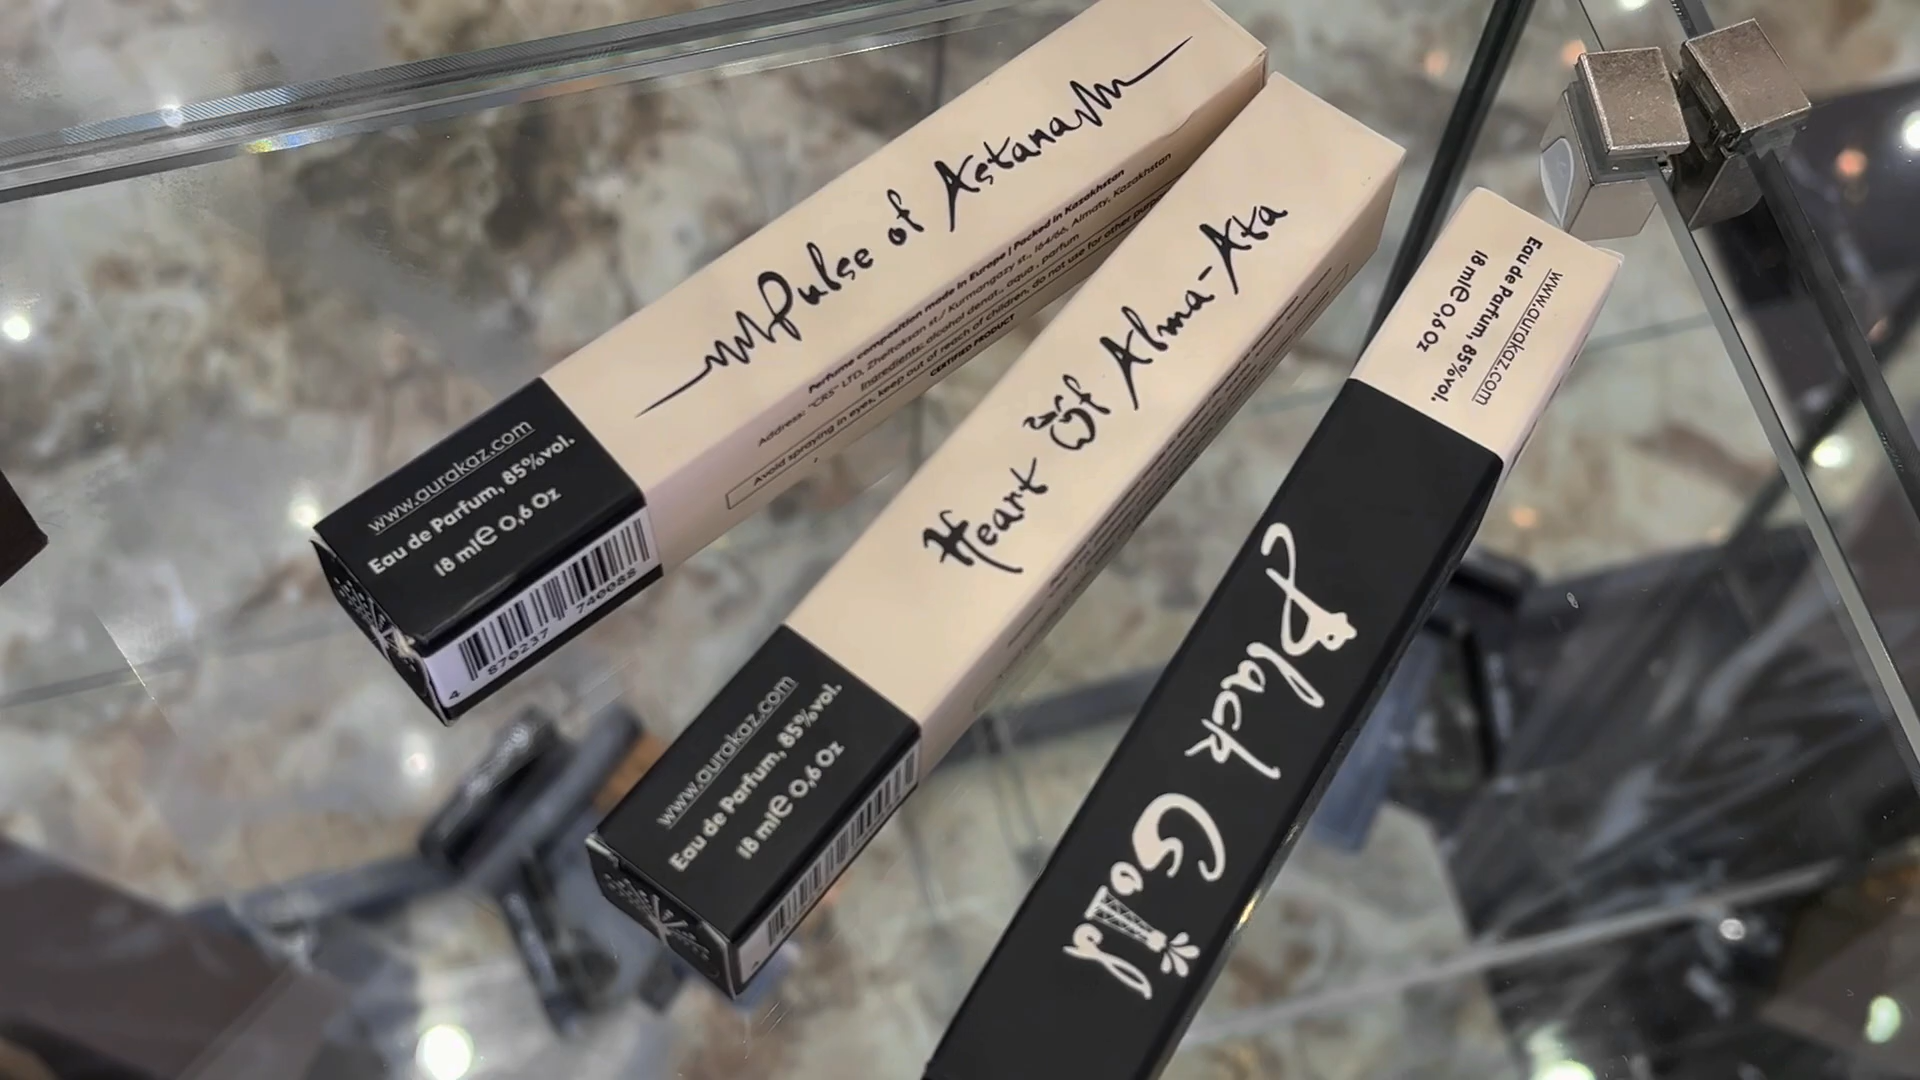 Pulse of Astana
Perfume composition made in Europe | Packed in Kazakhstan
Address: "CRS" LTD, Zheltoksan st./ Kurmangazy st., 164/66, Almaty, Kazakhstan
Ingredients: alcohol denat., aqua, parfum
Avoid spraying in eyes, keep out of reach of children, do not use for other
CERTIFIED PRODUCT
www.aurakaz.com
Eau de Parfum, 85%vol.
18 ml e 0,6 Oz
4 870237 740088
Heart Of Alma-Ata
www.aurakaz.com
Eau de Parfum, 85%vol.
18 ml e 0,6 Oz
www.aurakaz.com
Eau de Parfum, 85%vol.
18 ml e 0,6 Oz
Black Gold